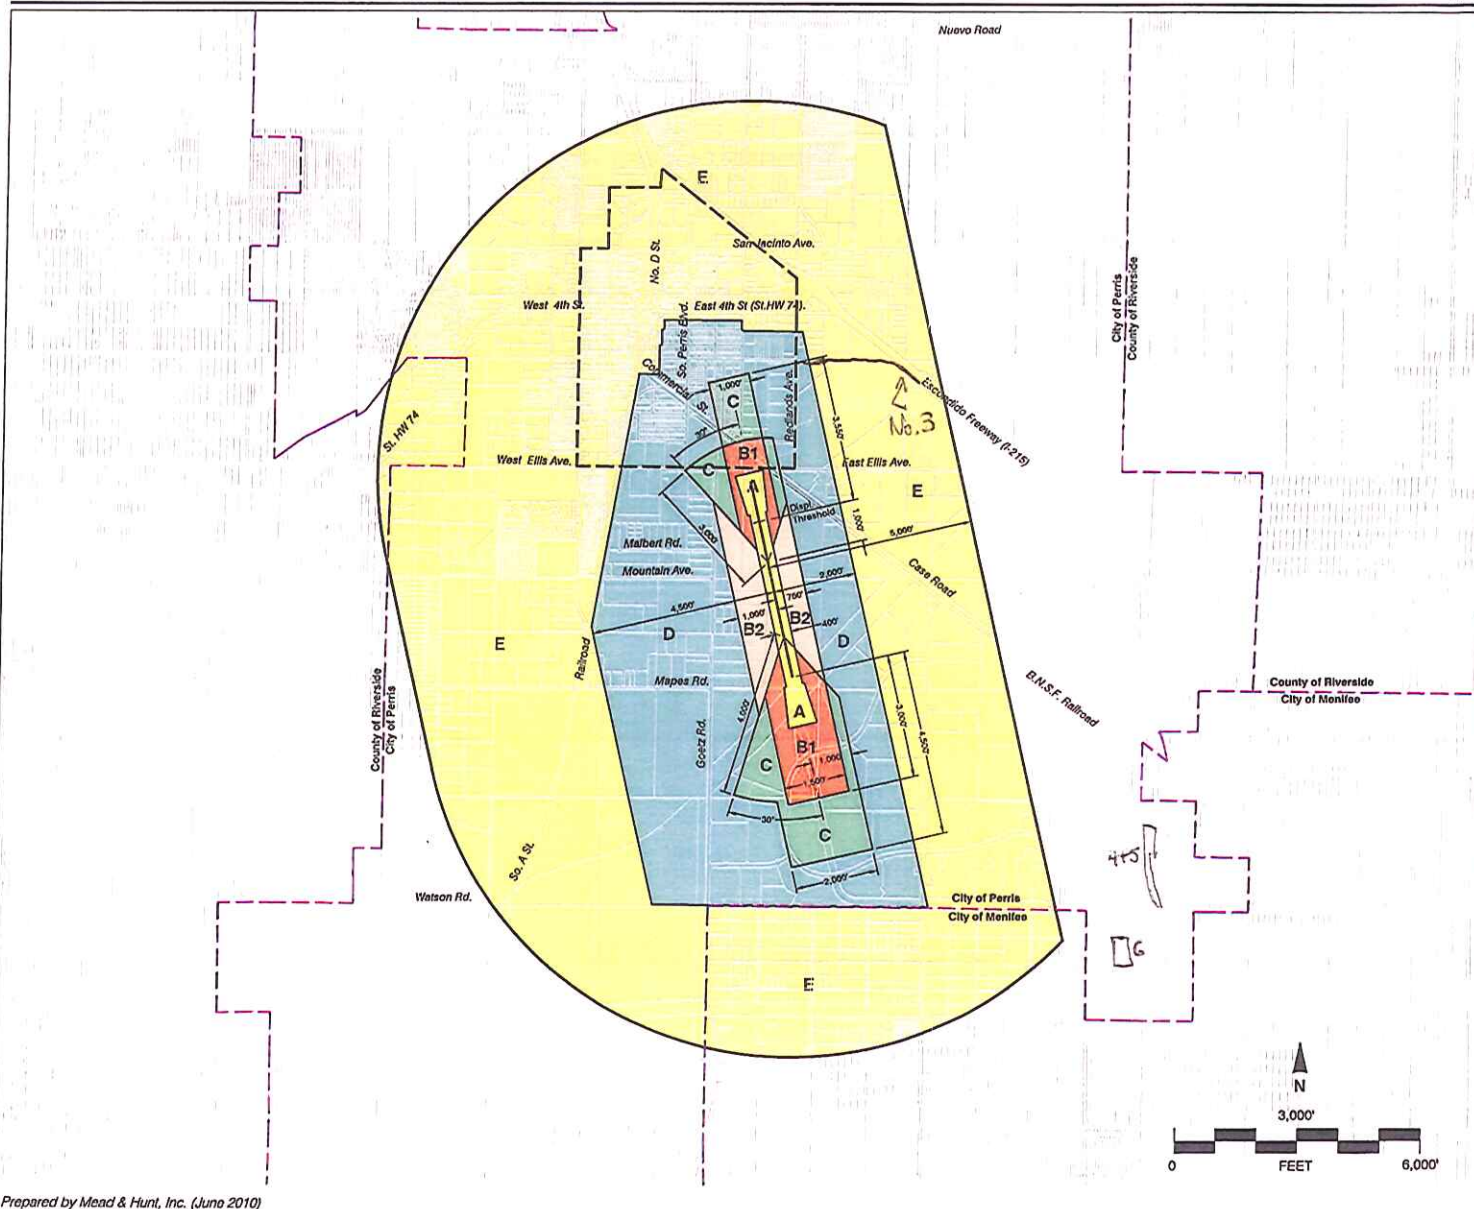 Nuevo Road
E
San Jacinto Ave.
No. D St.
West 4th St.
East 4th St (St.HW 74).
So. Perris Blvd.
City of Perris
County of Riverside
Commercial St.
1,000'
C
Redlands Ave.
Escondido Freeway (I-215)
No.3
3,550'
St. HW 74
30°
West Ellis Ave.
C
B1
East Ellis Ave.
A
E
Displ.
Threshold
1,000'
5,000'
3,000'
Malbert Rd.
Mountain Ave.
Case Road
2,000'
4,500'
750'
1,000'
B2
B2
400'
D
D
E
Railroad
Mapes Rd.
B.N.S.F. Railroad
County of Riverside
City of Menifee
County of Riverside
City of Perris
A
4,000'
3,000'
4,500'
Goetz Rd.
B1
C
1,000'
1,500'
30°
C
4+5
So. A St.
2,000'
Watson Rd.
City of Perris
City of Menifee
6
E
N
3,000'
0
FEET
6,000'
Prepared by Mead & Hunt, Inc. (June 2010)